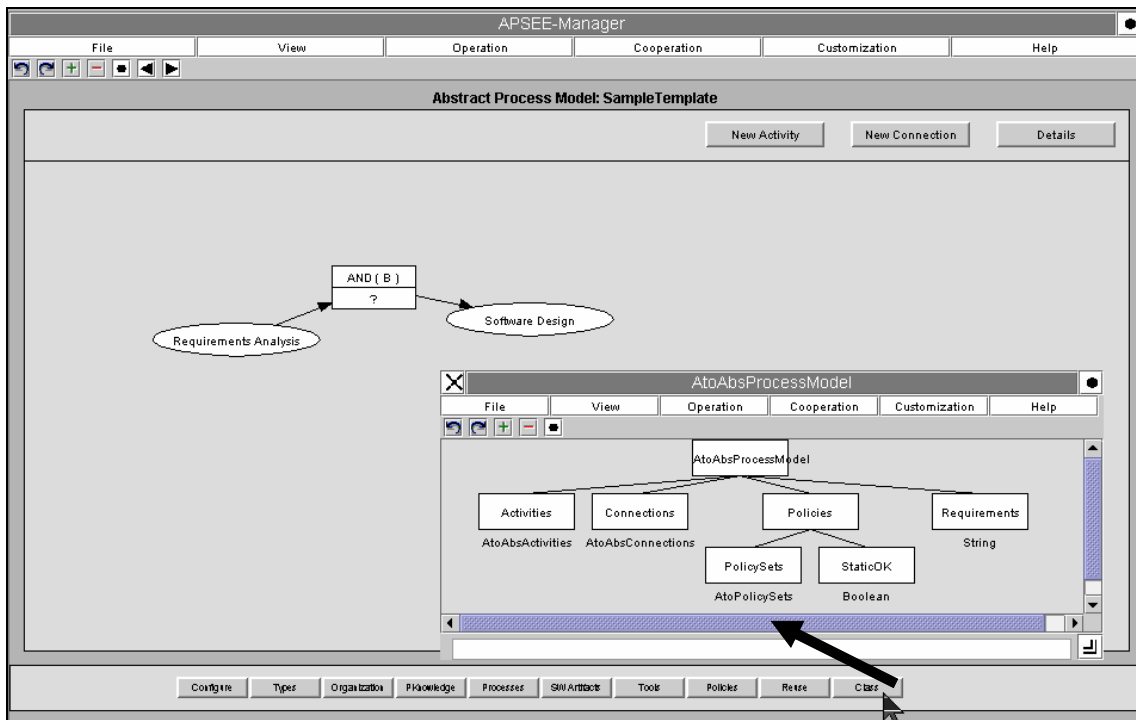 APSEE-Manager
File View Operation Cooperation Customization Help
Abstract Process Model: SampleTemplate
New Activity New Connection Details
AND ( B )
?
Requirements Analysis
Software Design
AtoAbsProcessModel
File View Operation Cooperation Customization Help
AtoAbsProcessModel
Activities Connections Policies Requirements
AtoAbsActivities AtoAbsConnections String
PolicySets StaticOK
AtoPolicySets Boolean
Configure Types Organization PKnowledge Processes SW Artifacts Tools Policies Reuse Class